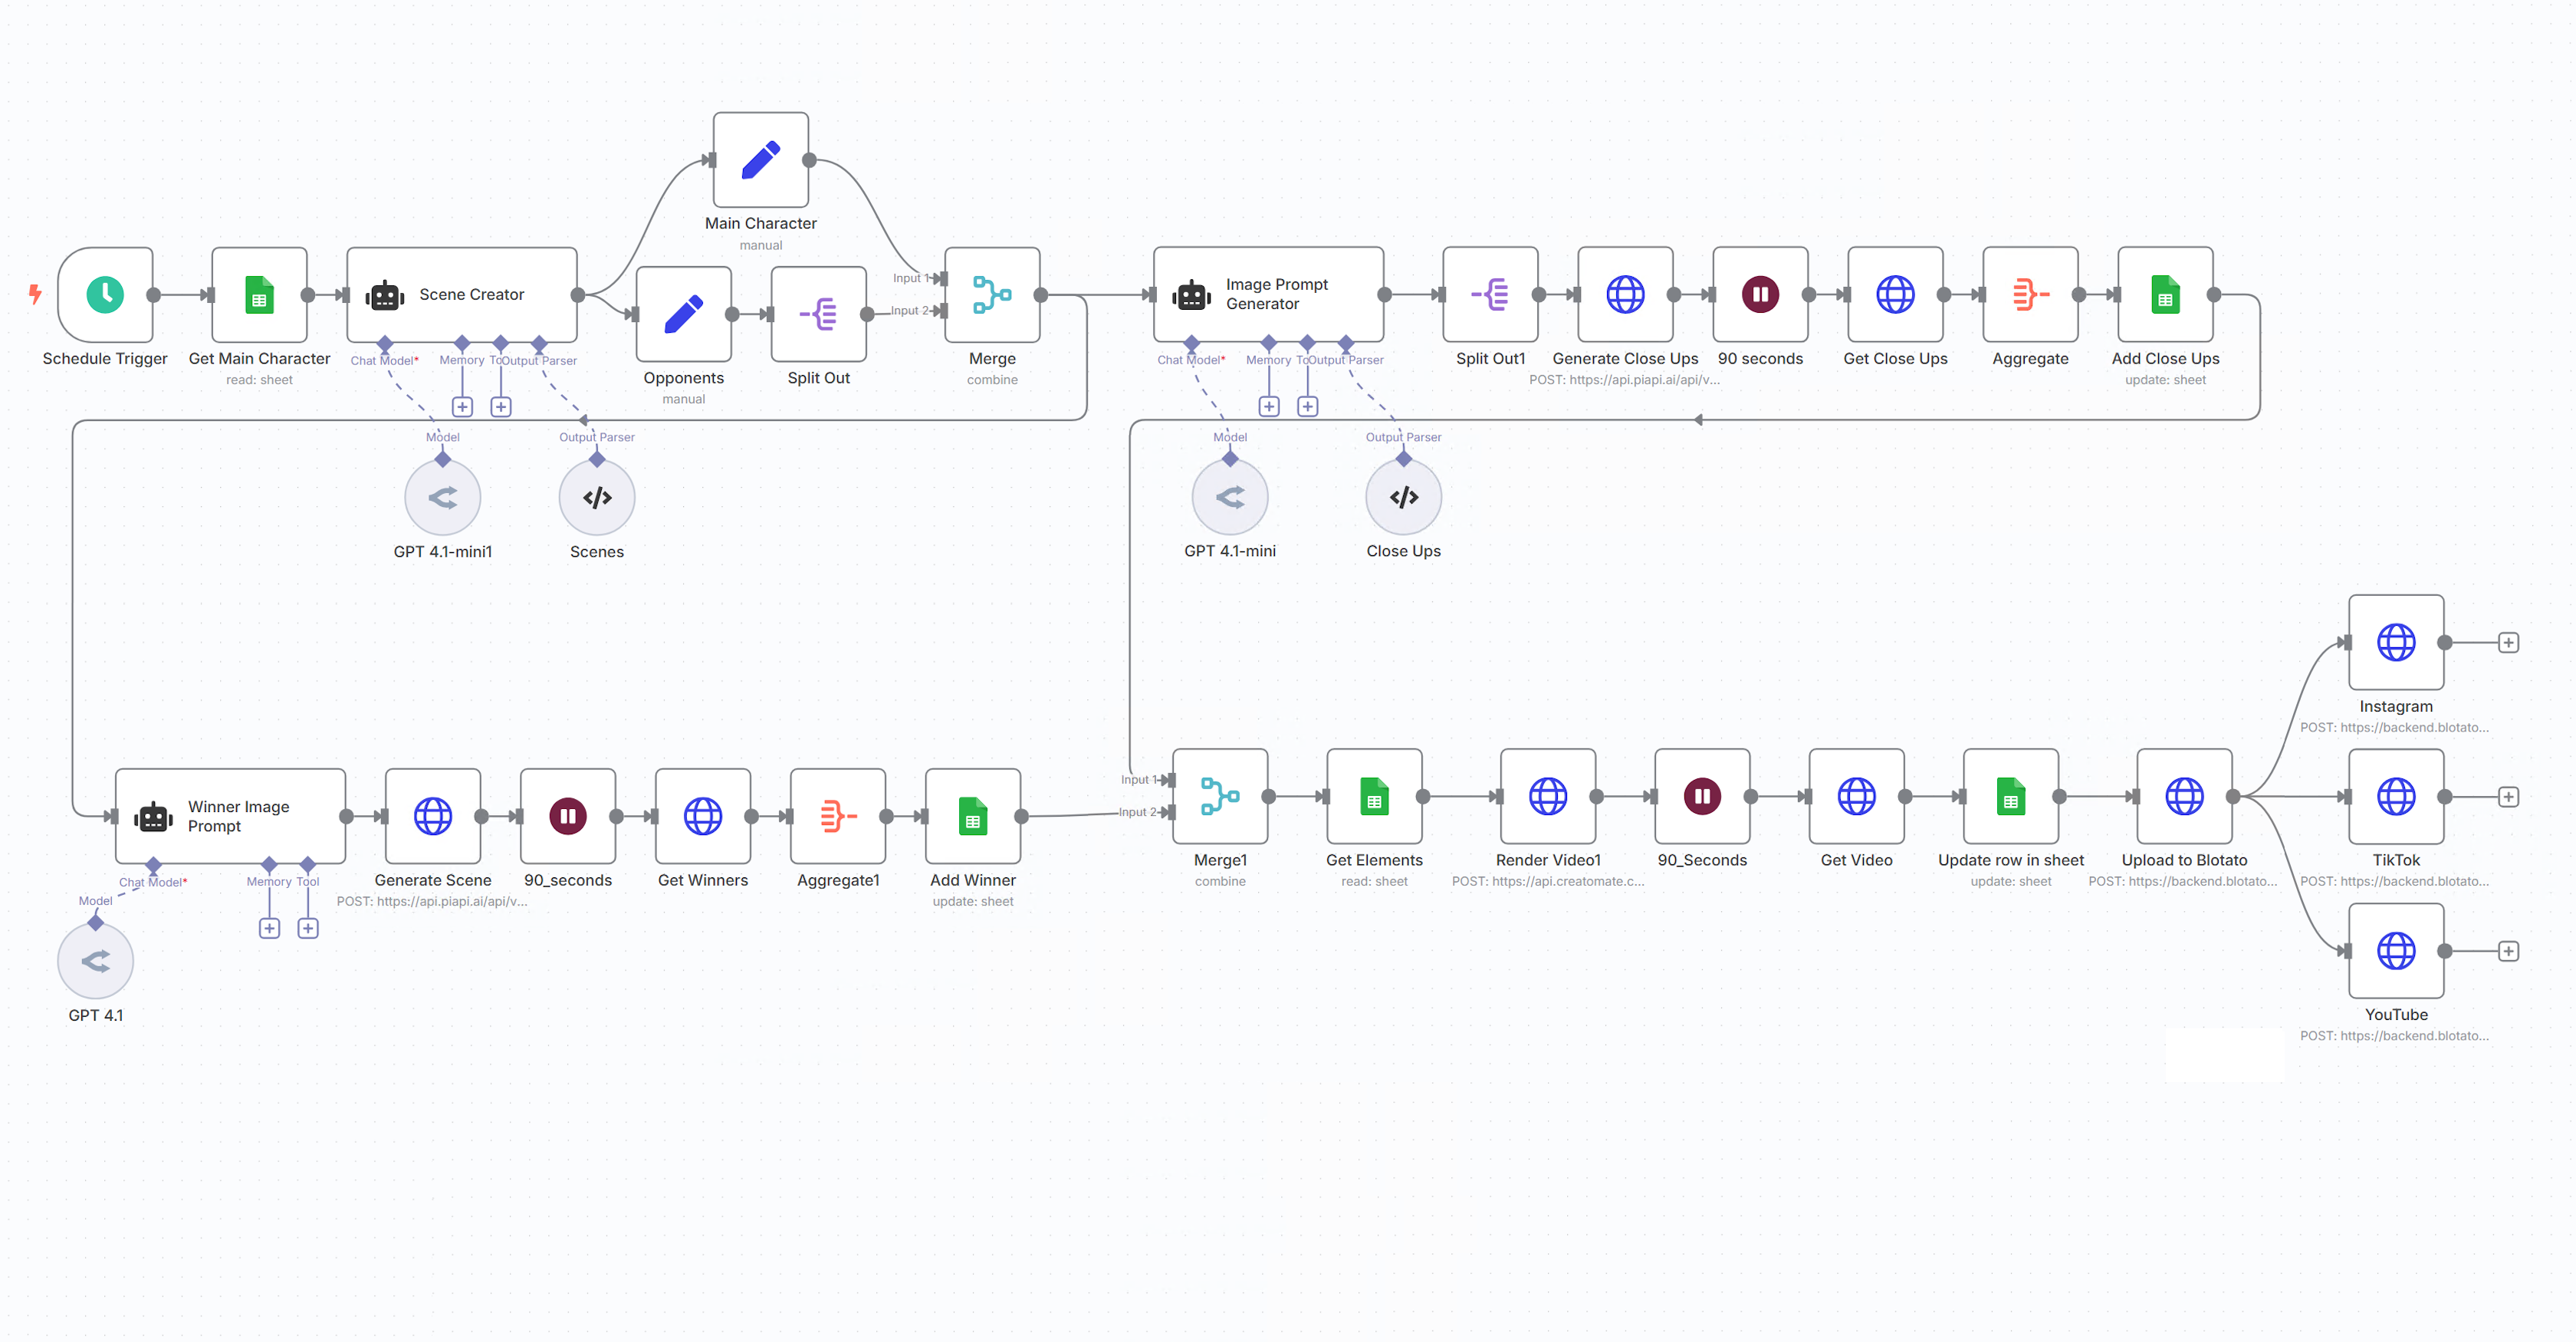 Main Character
manual
Schedule Trigger
Get Main Character
read: sheet
Scene Creator
Chat Model*
Memory
To
Output Parser
Model
GPT 4.1-mini1
Output Parser
Scenes
Opponents
manual
Split Out
Input 1
Input 2
Merge
combine
Image Prompt
Generator
Chat Model*
Memory
To
Output Parser
Model
GPT 4.1-mini
Output Parser
Close Ups
Split Out1
Generate Close Ups
POST: https://api.piapi.ai/api/v...
90 seconds
Get Close Ups
Aggregate
Add Close Ups
update: sheet
Winner Image
Prompt
Chat Model*
Memory
Tool
Model
GPT 4.1
Generate Scene
POST: https://api.piapi.ai/api/v...
90_seconds
Get Winners
Aggregate1
Add Winner
update: sheet
Input 1
Input 2
Merge1
combine
Get Elements
read: sheet
Render Video1
POST: https://api.creatomate.c...
90_Seconds
Get Video
Update row in sheet
update: sheet
Upload to Blotato
POST: https://backend.blotato...
Instagram
POST: https://backend.blotato...
TikTok
POST: https://backend.blotato...
YouTube
POST: https://backend.blotato...